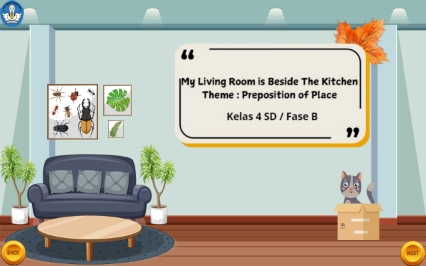 My Living Room is Beside The Kitchen
Theme : Preposition of Place
Kelas 4 SD / Fase B
BACK
NEXT